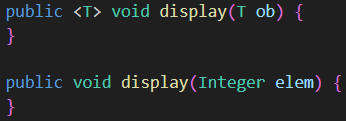 public <T> void display(T ob) {
}
public void display(Integer elem) {
}